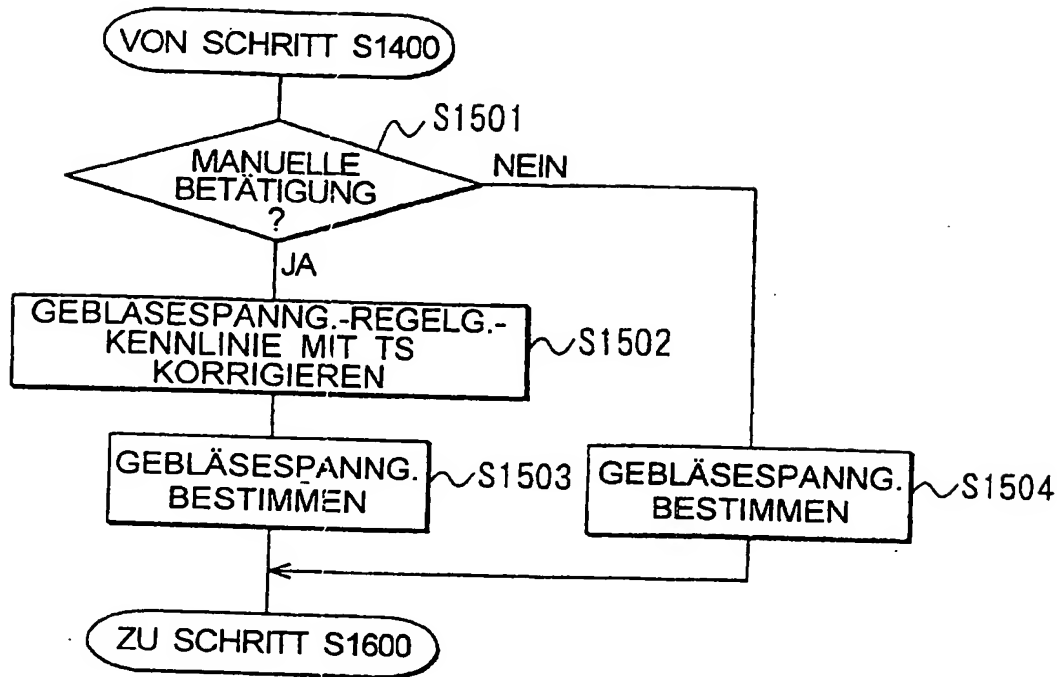 VON SCHRITT S1400
S1501
MANUELLE
BETÄTIGUNG
?
NEIN
JA
GEBLÄSESPANNG.-REGELG.-
KENNLINIE MIT TS
KORRIGIEREN
S1502
GEBLÄSESPANNG.
BESTIMMEN
S1503
GEBLÄSESPANNG.
BESTIMMEN
S1504
ZU SCHRITT S1600